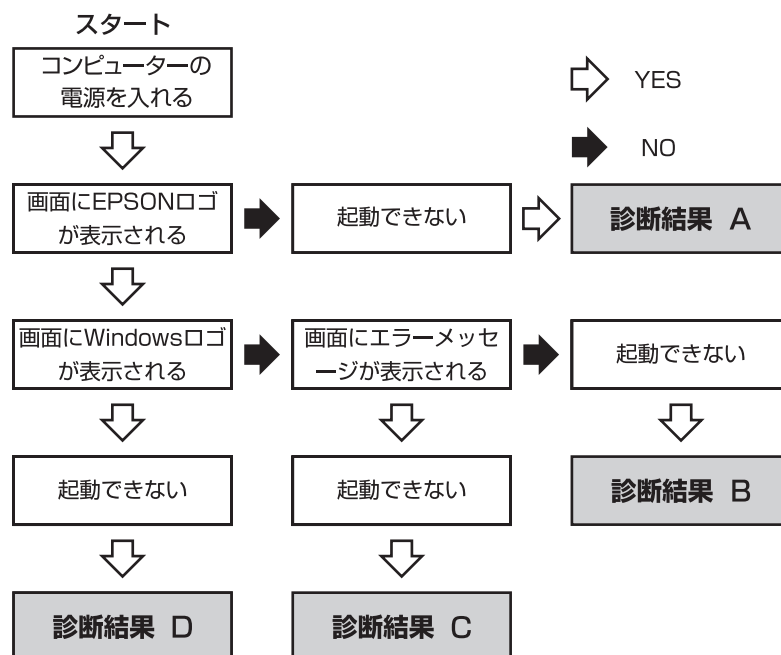 スタート
コンピューターの
電源を入れる
YES
NO
画面にEPSONロゴ
が表示される
起動できない
診断結果 A
画面にWindowsロゴ
が表示される
画面にエラーメッセ
ージが表示される
起動できない
起動できない
起動できない
診断結果 B
診断結果 D
診断結果 C